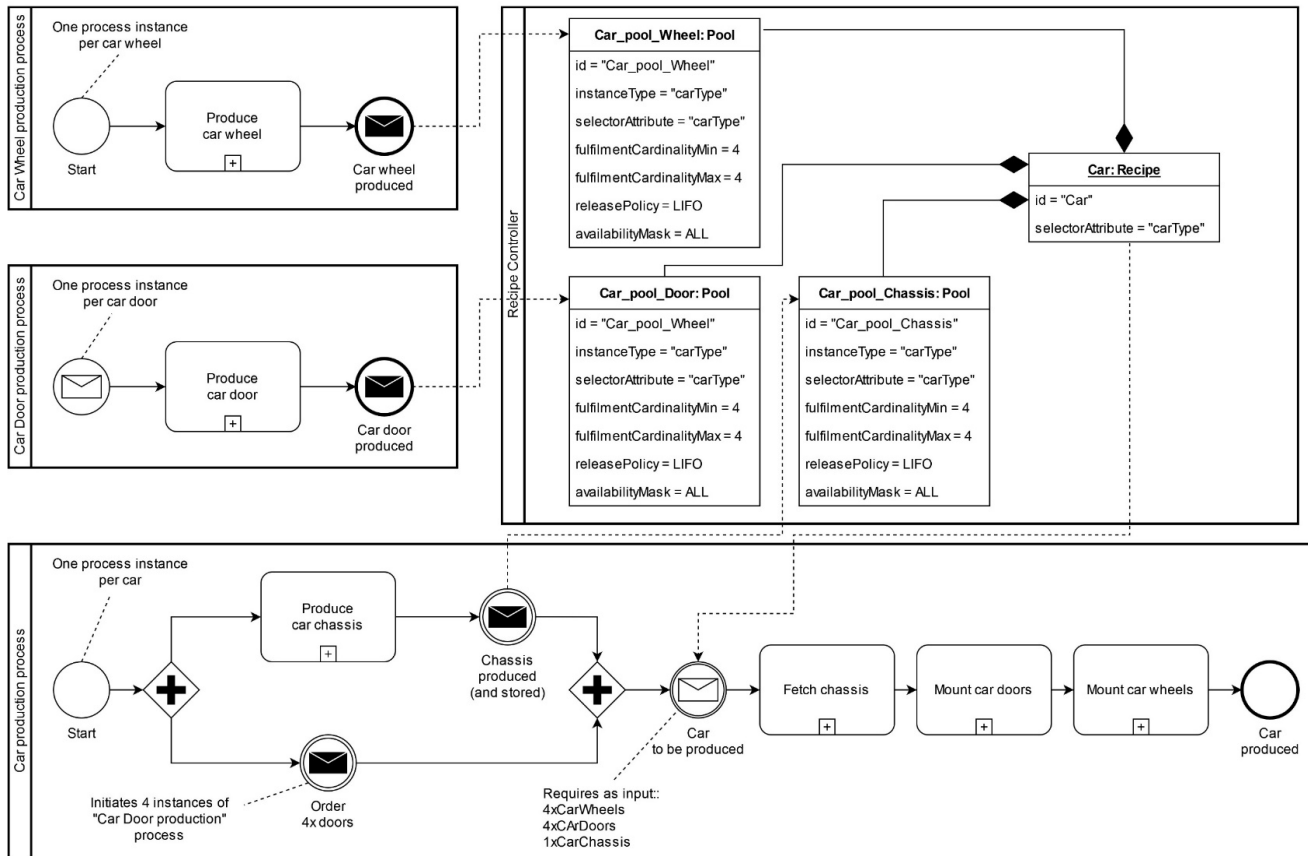 Car Wheel production process
One process instance
per car wheel
Start
Produce
car wheel
Car wheel
produced
Car Door production process
One process instance
per car door
Produce
car door
Car door
produced
Recipe Controller
Car_pool_Wheel: Pool
id = "Car_pool_Wheel"
instanceType = "carType"
selectorAttribute = "carType"
fulfilmentCardinalityMin = 4
fulfilmentCardinalityMax = 4
releasePolicy = LIFO
availabilityMask = ALL
Car: Recipe
id = "Car"
selectorAttribute = "carType"
Car_pool_Door: Pool
id = "Car_pool_Wheel"
instanceType = "carType"
selectorAttribute = "carType"
fulfilmentCardinalityMin = 4
fulfilmentCardinalityMax = 4
releasePolicy = LIFO
availabilityMask = ALL
Car_pool_Chassis: Pool
id = "Car_pool_Chassis"
instanceType = "carType"
selectorAttribute = "carType"
fulfilmentCardinalityMin = 4
fulfilmentCardinalityMax = 4
releasePolicy = LIFO
availabilityMask = ALL
Car production process
One process instance
per car
Start
Produce
car chassis
Chassis
produced
(and stored)
Initiates 4 instances of
"Car Door production"
process
Order
4x doors
Car
to be produced
Requires as input::
4xCarWheels
4xCArDoors
1xCarChassis
Fetch chassis
Mount car doors
Mount car wheels
Car
produced